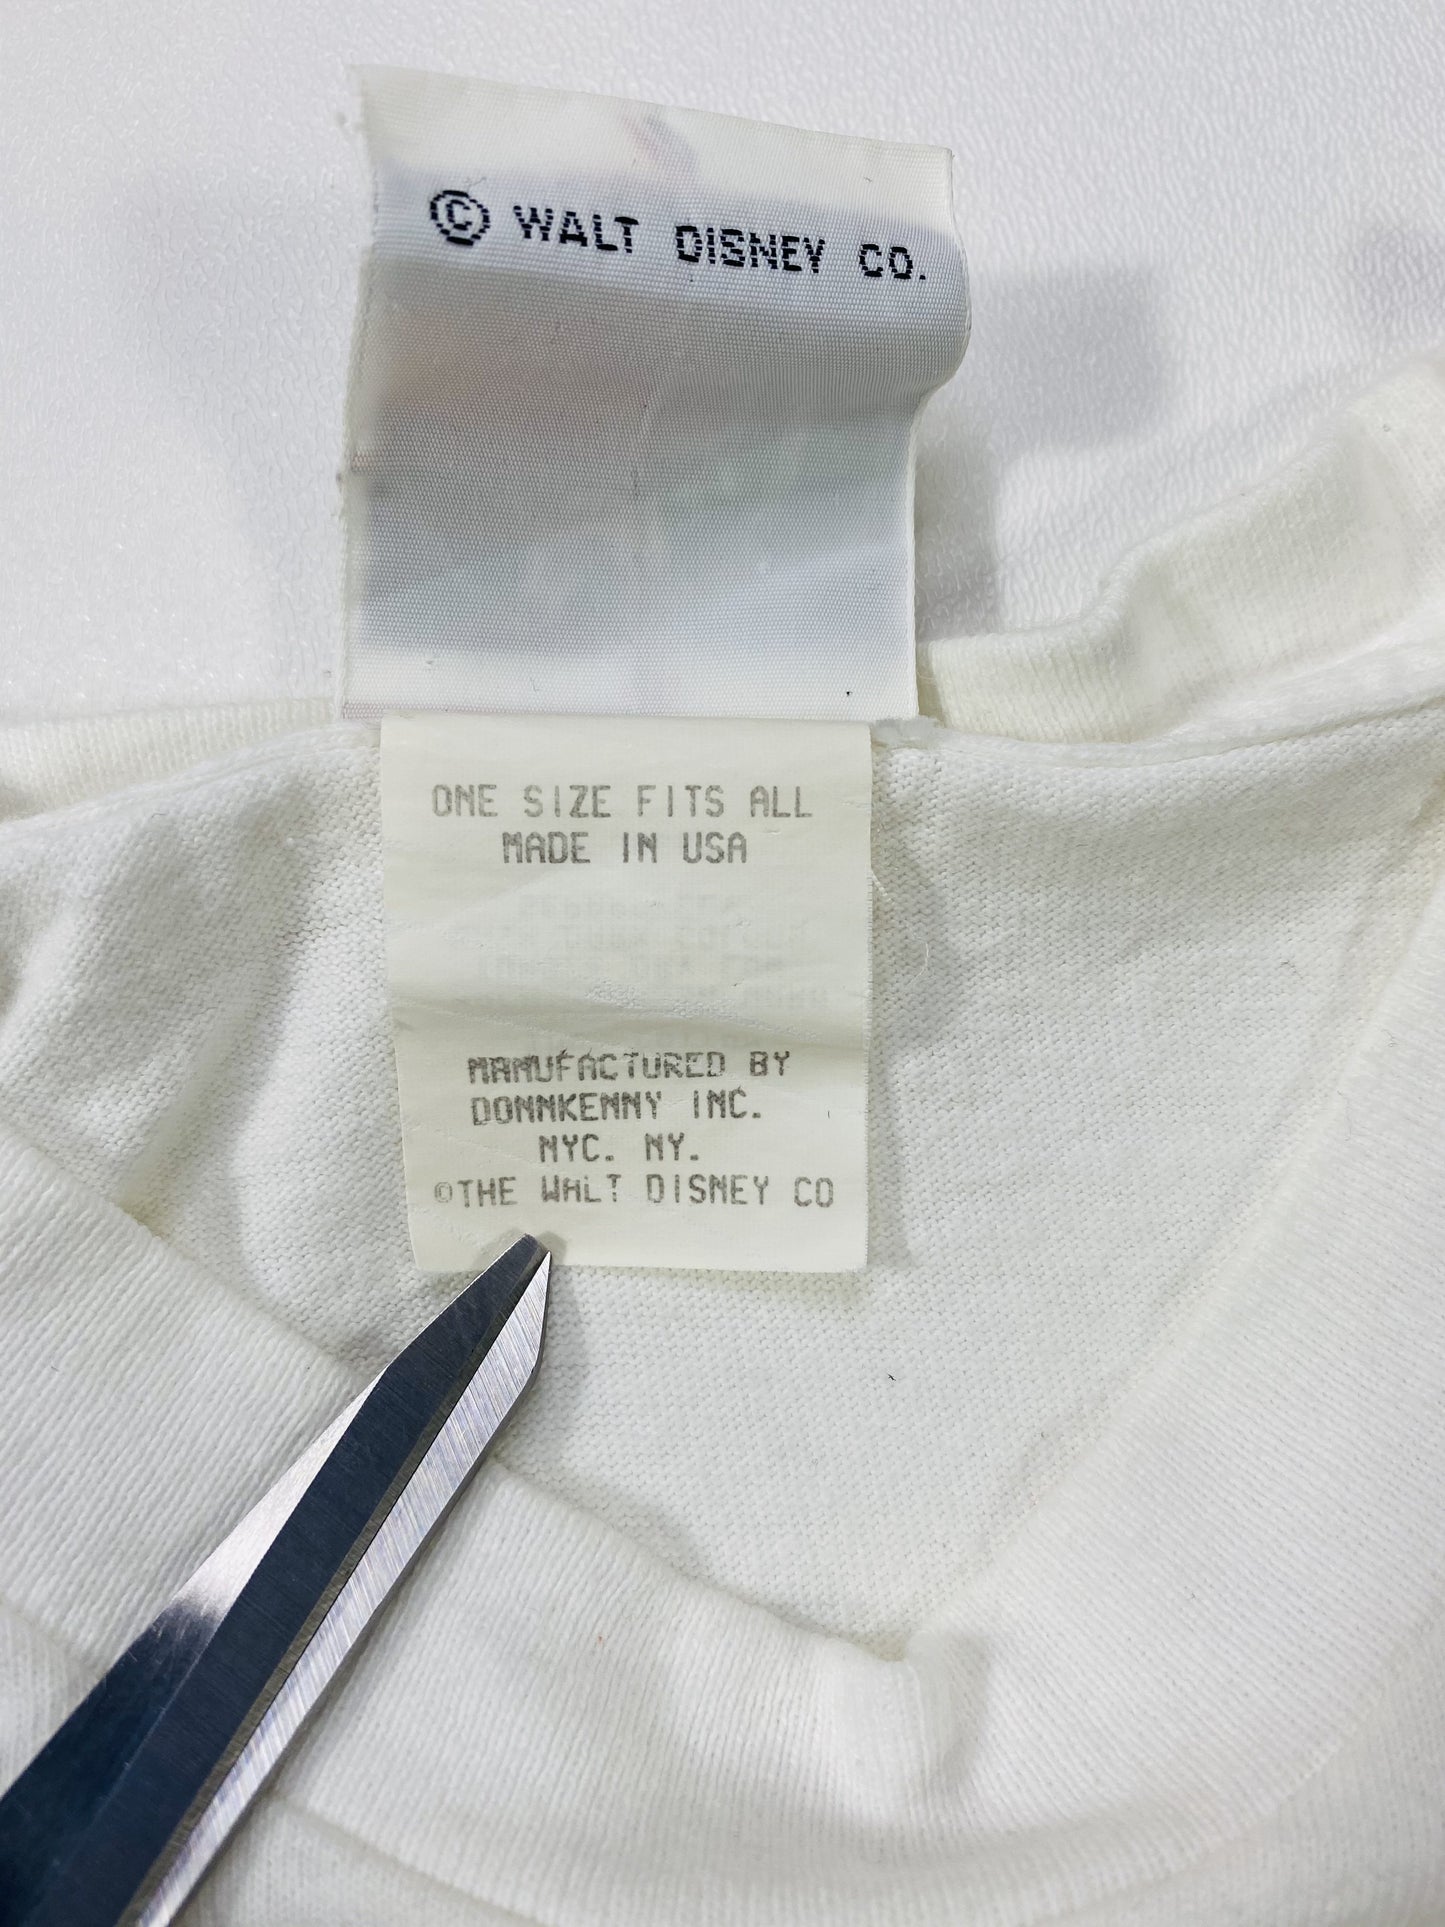 © WALT DISNEY CO.
ONE SIZE FITS ALL
MADE IN USA
MANUFACTURED BY
DONNKENNY INC.
NYC. NY.
©THE WALT DISNEY CO